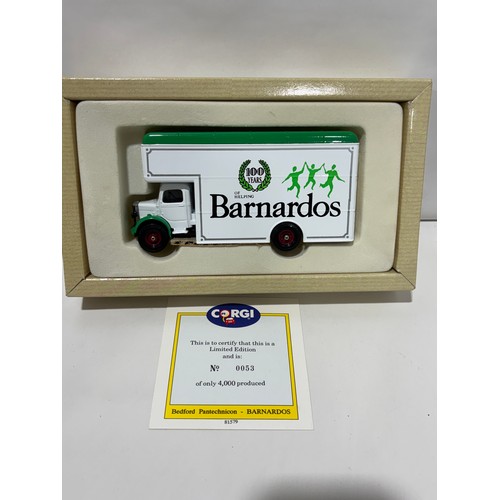 100
YEARS
OF
HELPING
Barnardos
CORGI
This is to certify that this is a
Limited Edition
and is:
Nº 0053
of only 4,000 produced
Bedford Pantechnicon - BARNARDOS
81579